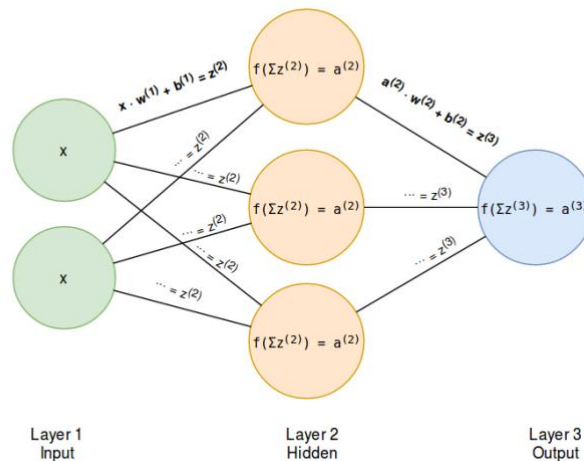 x · w⁽¹⁾ + b⁽¹⁾ = z⁽²⁾
f(Σz⁽²⁾) = a⁽²⁾
a⁽²⁾ · w⁽²⁾ + b⁽²⁾ = z⁽³⁾
x
... = z⁽²⁾
... = z⁽²⁾
f(Σz⁽²⁾) = a⁽²⁾
... = z⁽³⁾
f(Σz⁽³⁾) = a⁽³⁾
... = z⁽²⁾
... = z⁽²⁾
... = z⁽³⁾
x
... = z⁽²⁾
f(Σz⁽²⁾) = a⁽²⁾
Layer 1
Input
Layer 2
Hidden
Layer 3
Output